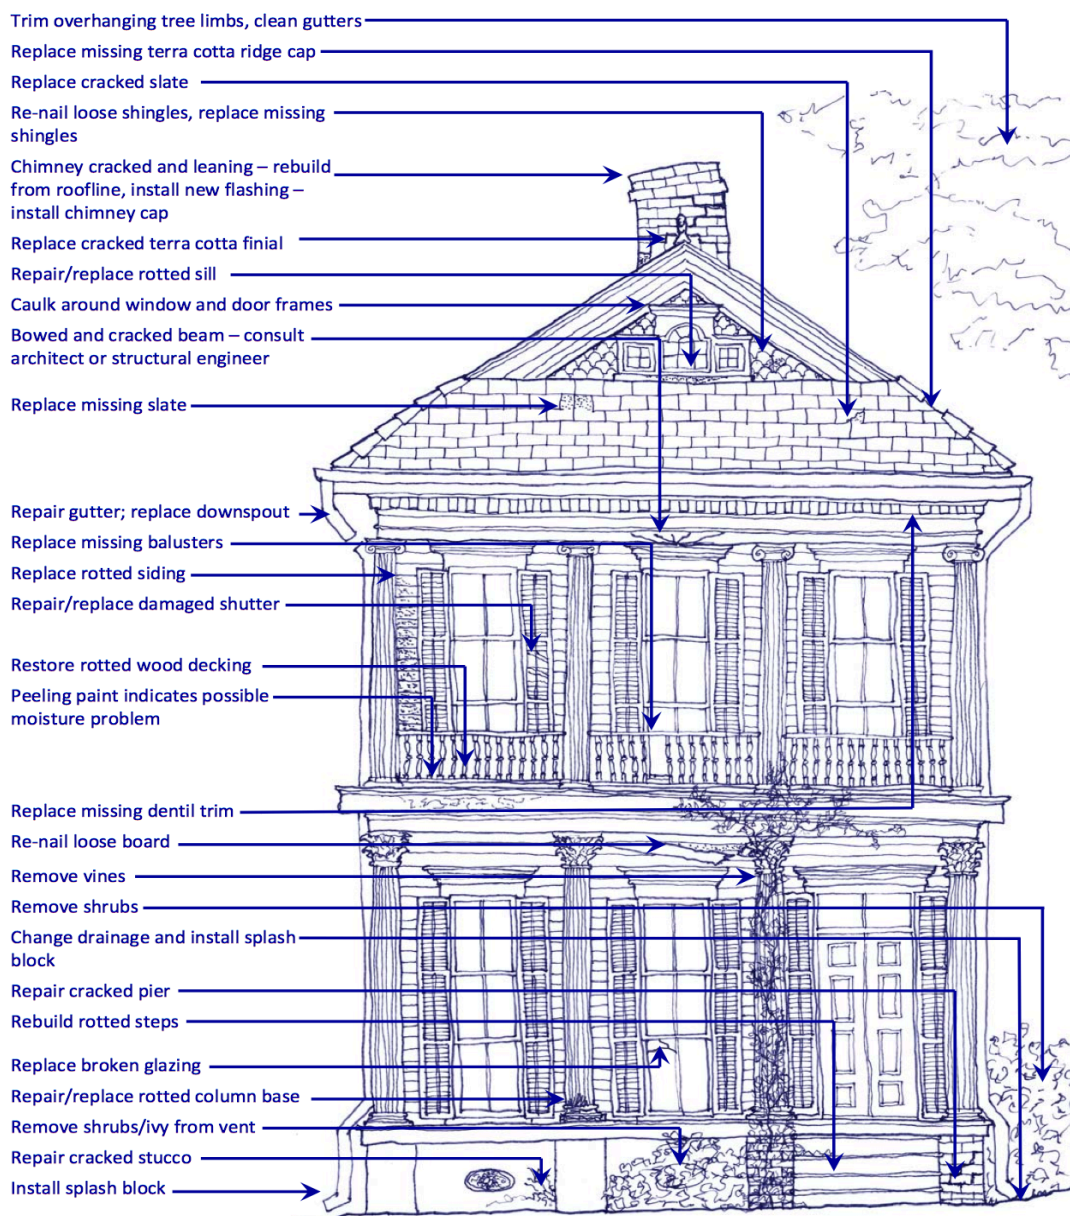 Trim overhanging tree limbs, clean gutters
Replace missing terra cotta ridge cap
Replace cracked slate
Re-nail loose shingles, replace missing
shingles
Chimney cracked and leaning – rebuild
from roofline, install new flashing –
install chimney cap
Replace cracked terra cotta finial
Repair/replace rotted sill
Caulk around window and door frames
Bowed and cracked beam – consult
architect or structural engineer
Replace missing slate
Repair gutter; replace downspout
Replace missing balusters
Replace rotted siding
Repair/replace damaged shutter
Restore rotted wood decking
Peeling paint indicates possible
moisture problem
Replace missing dentil trim
Re-nail loose board
Remove vines
Remove shrubs
Change drainage and install splash
block
Repair cracked pier
Rebuild rotted steps
Replace broken glazing
Repair/replace rotted column base
Remove shrubs/ivy from vent
Repair cracked stucco
Install splash block